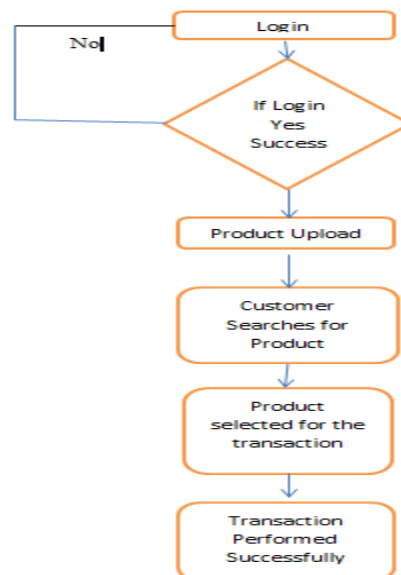 Login
No
If Login
Yes
Success
Product Upload
Customer
Searches for
Product
Product
selected for the
transaction
Transaction
Performed
Successfully